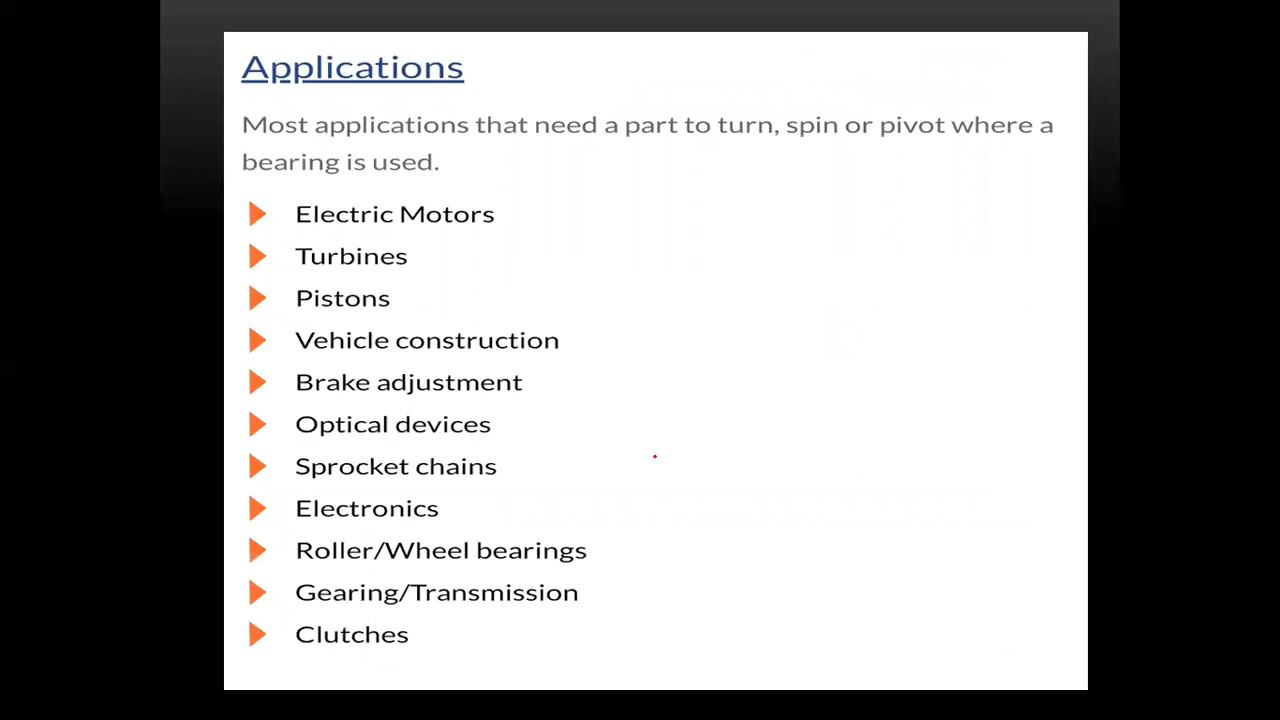 Applications
Most applications that need a part to turn, spin or pivot where a
bearing is used.
Electric Motors
Turbines
Pistons
Vehicle construction
Brake adjustment
Optical devices
Sprocket chains
Electronics
Roller/Wheel bearings
Gearing/Transmission
Clutches